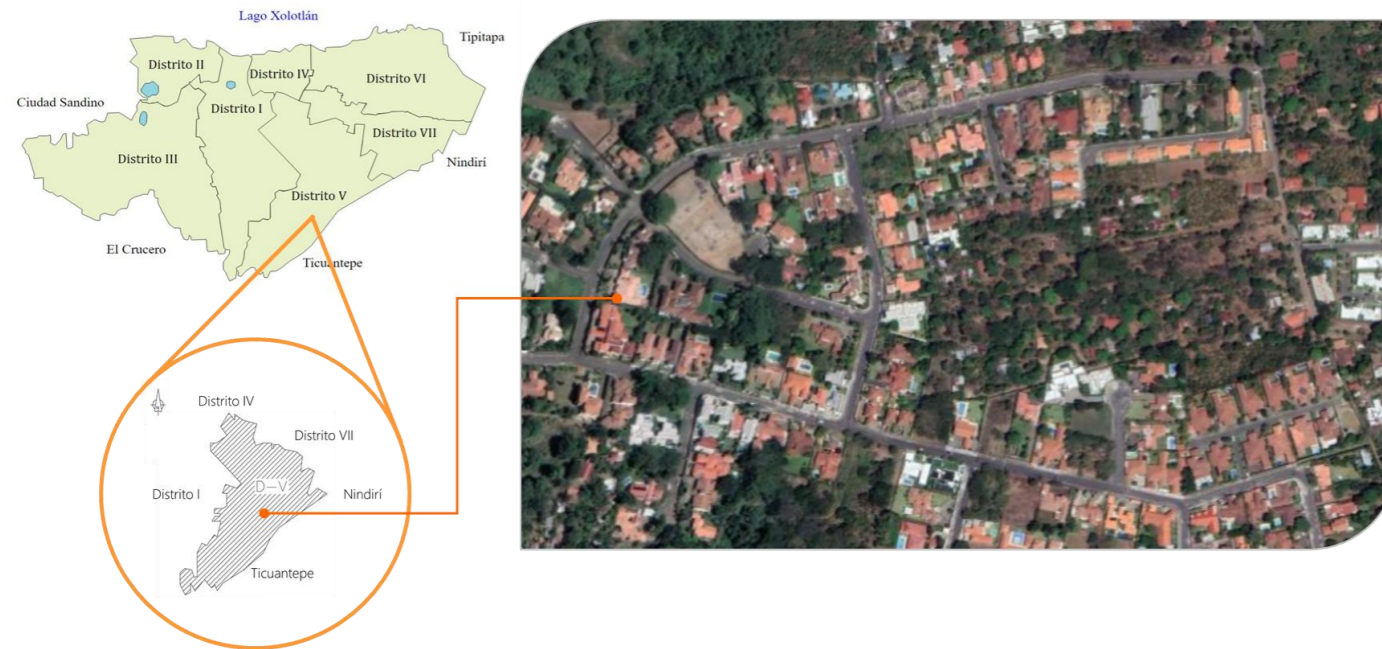 Lago Xolotlán
Tipitapa
Distrito II
Distrito IV
Distrito VI
Ciudad Sandino
Distrito I
Distrito VII
Distrito III
Nindirí
Distrito V
El Crucero
Ticuantepe
Distrito IV
Distrito VII
Distrito I
D-V
Nindirí
Ticuantepe